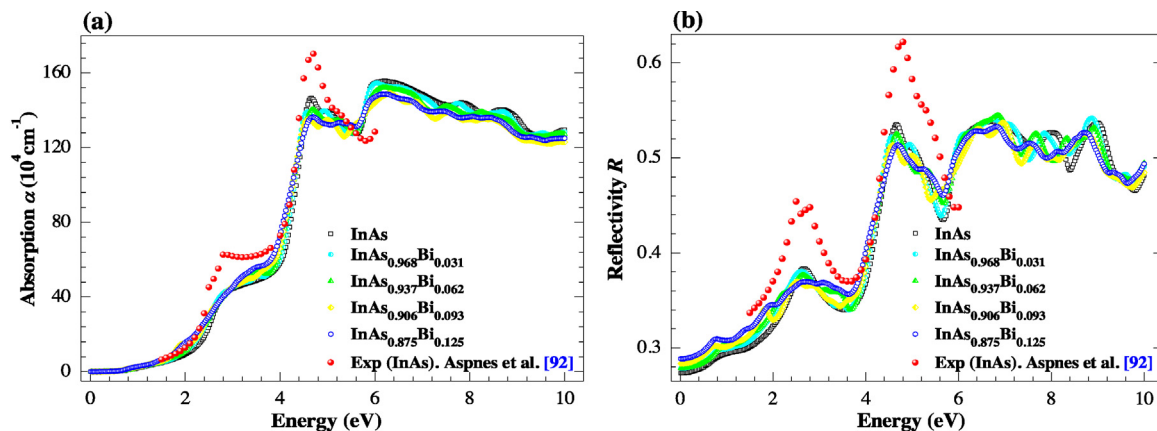 (a)
Absorption α (10⁴ cm⁻¹)
160
120
80
40
0
InAs
InAs₀.₉₆₈Bi₀.₀₃₁
InAs₀.₉₃₇Bi₀.₀₆₂
InAs₀.₉₀₆Bi₀.₀₉₃
InAs₀.₈₇₅Bi₀.₁₂₅
Exp (InAs). Aspnes et al. [92]
0 2 4 6 8 10
Energy (eV)
(b)
Reflectivity R
0.6
0.5
0.4
0.3
InAs
InAs₀.₉₆₈Bi₀.₀₃₁
InAs₀.₉₃₇Bi₀.₀₆₂
InAs₀.₉₀₆Bi₀.₀₉₃
InAs₀.₈₇₅Bi₀.₁₂₅
Exp (InAs). Aspnes et al. [92]
0 2 4 6 8 10
Energy (eV)